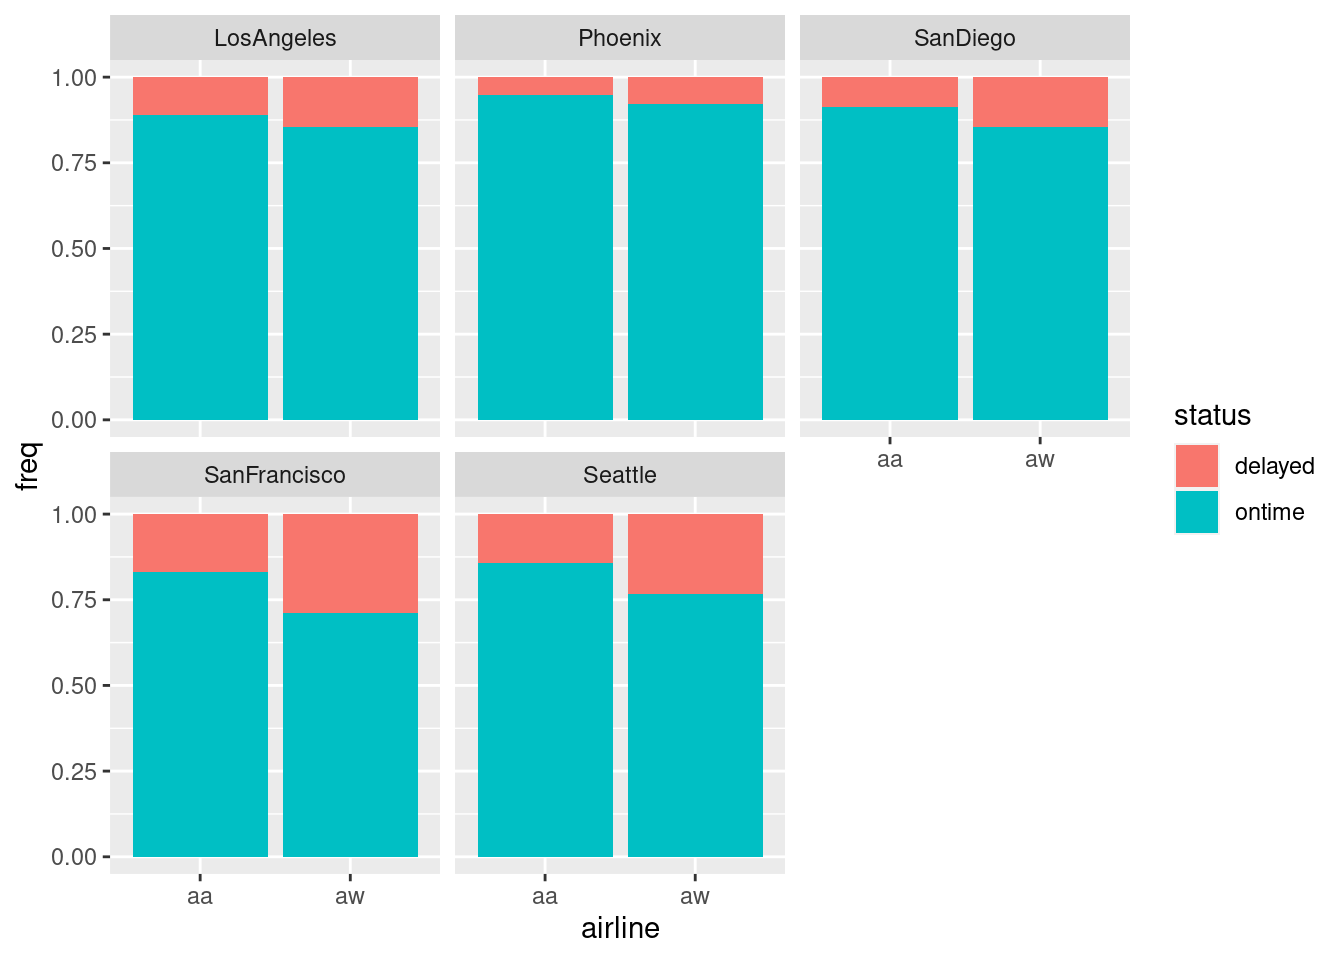 LosAngeles
Phoenix
SanDiego
1.00
0.75
0.50
0.25
0.00
aa aw
SanFrancisco
Seattle
1.00
0.75
0.50
0.25
0.00
aa aw
aa aw
airline
freq
status
delayed
ontime